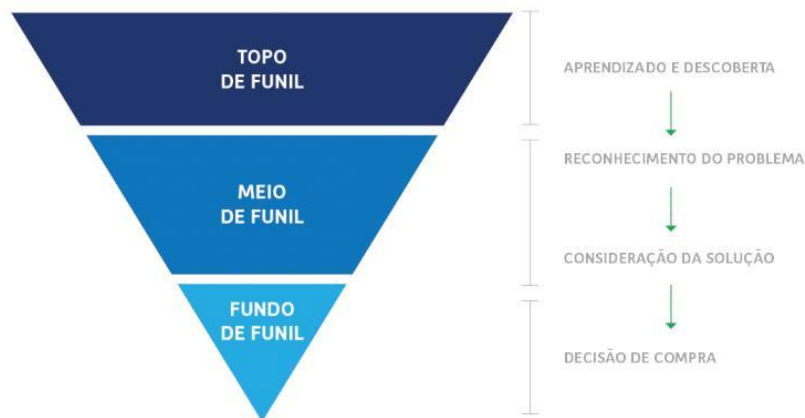 TOPO
DE FUNIL
APRENDIZADO E DESCOBERTA
RECONHECIMENTO DO PROBLEMA
MEIO
DE FUNIL
CONSIDERAÇÃO DA SOLUÇÃO
FUNDO
DE FUNIL
DECISÃO DE COMPRA